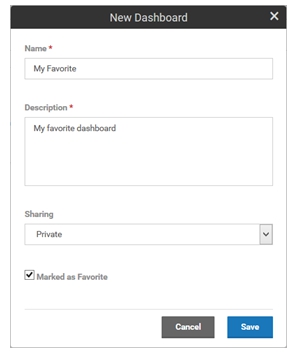 New Dashboard
Name *
My Favorite
Description *
My favorite dashboard
Sharing
Private
Marked as Favorite
Cancel Save